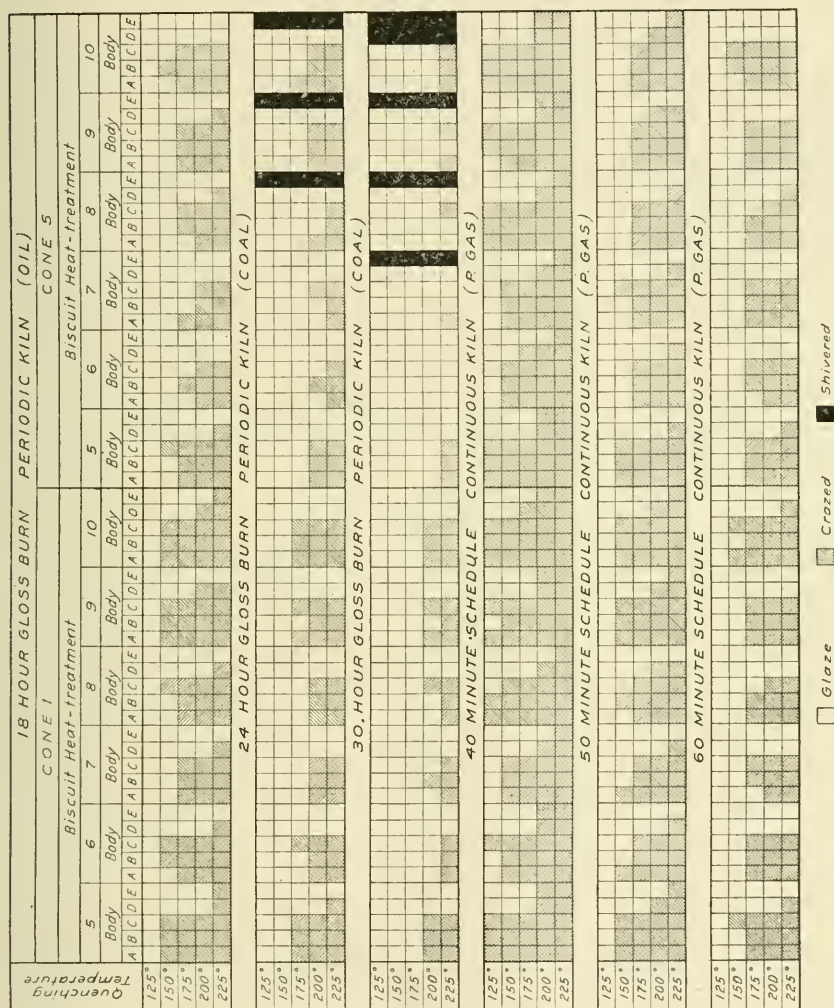 18 HOUR GLOSS BURN PERIODIC KILN (OIL)
Quenching Temperature
CONE 1 CONE 5
Biscuit Heat-treatment Biscuit Heat-treatment
5 6 7 8 9 10 5 6 7 8 9 10
Body Body Body Body Body Body Body Body Body Body Body Body
A B C D E A B C D E A B C D E A B C D E A B C D E A B C D E A B C D E A B C D E A B C D E A B C D E A B C D E A B C D E
125°
150°
175°
200°
225°
24 HOUR GLOSS BURN PERIODIC KILN (COAL)
125°
150°
175°
200°
225°
30 HOUR GLOSS BURN PERIODIC KILN (COAL)
125°
150°
175°
200°
225°
40 MINUTE SCHEDULE CONTINUOUS KILN (P. GAS)
125°
150°
175°
200°
225°
50 MINUTE SCHEDULE CONTINUOUS KILN (P. GAS)
125°
150°
175°
200°
225°
60 MINUTE SCHEDULE CONTINUOUS KILN (P. GAS)
125°
150°
175°
200°
225°
Glaze Crazed Shivered